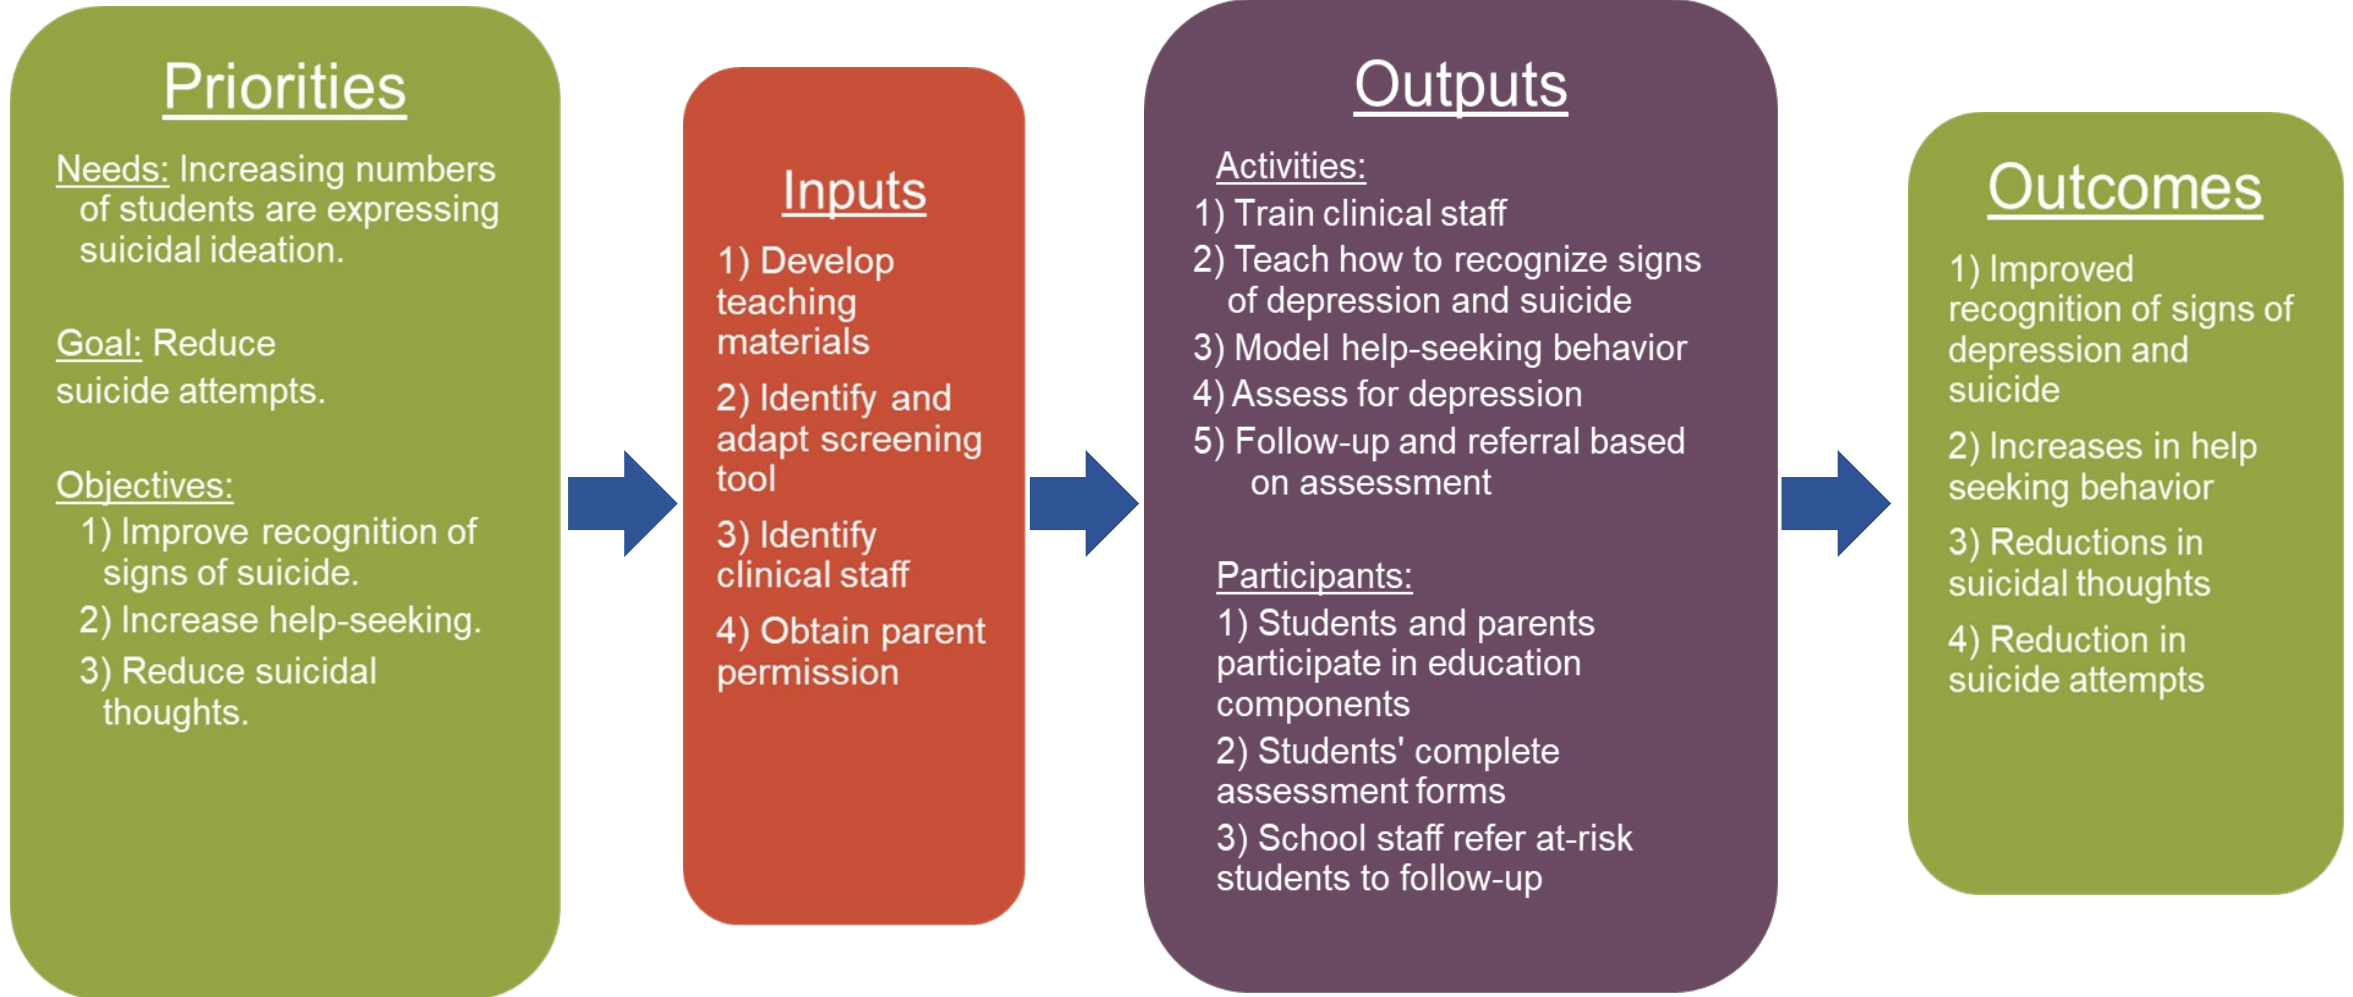 Priorities
Needs: Increasing numbers
of students are expressing
suicidal ideation.
Goal: Reduce
suicide attempts.
Objectives:
1) Improve recognition of
signs of suicide.
2) Increase help-seeking.
3) Reduce suicidal
thoughts.
Inputs
1) Develop
teaching
materials
2) Identify and
adapt screening
tool
3) Identify
clinical staff
4) Obtain parent
permission
Outputs
Activities:
1) Train clinical staff
2) Teach how to recognize signs
of depression and suicide
3) Model help-seeking behavior
4) Assess for depression
5) Follow-up and referral based
on assessment
Participants:
1) Students and parents
participate in education
components
2) Students' complete
assessment forms
3) School staff refer at-risk
students to follow-up
Outcomes
1) Improved
recognition of signs of
depression and
suicide
2) Increases in help
seeking behavior
3) Reductions in
suicidal thoughts
4) Reduction in
suicide attempts